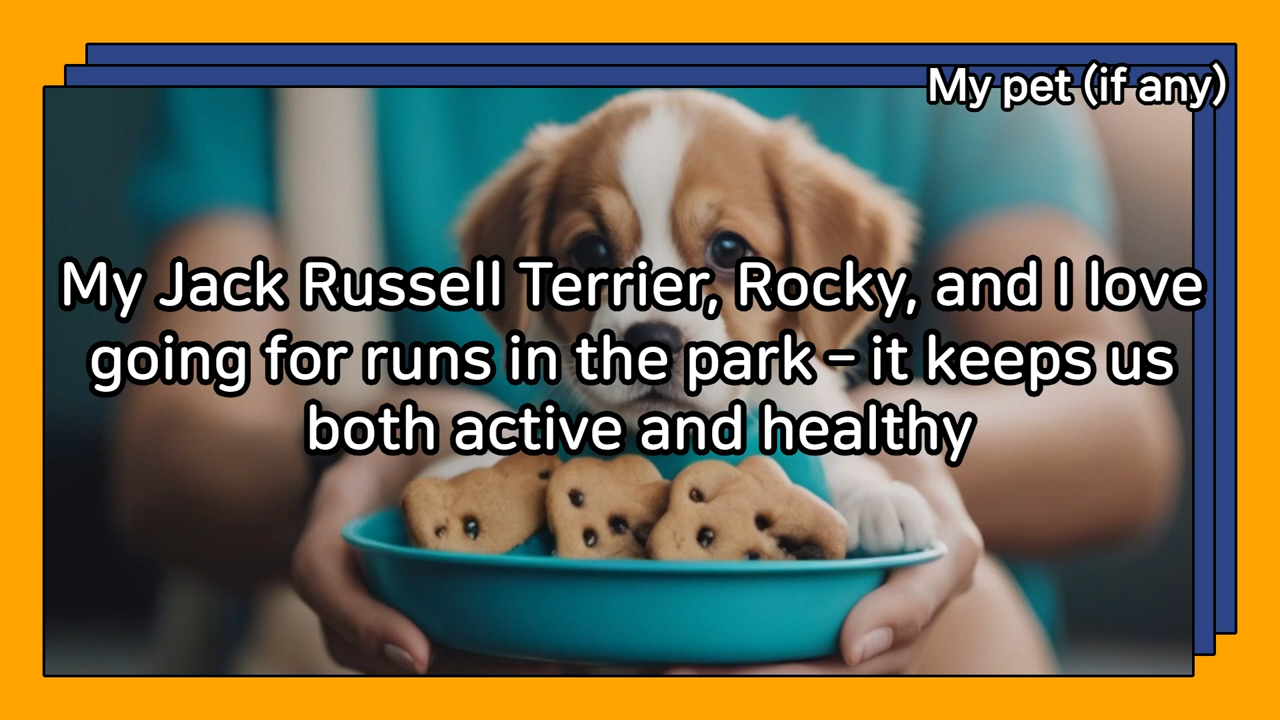 My pet (if any)
My Jack Russell Terrier, Rocky, and I love
going for runs in the park – it keeps us
both active and healthy